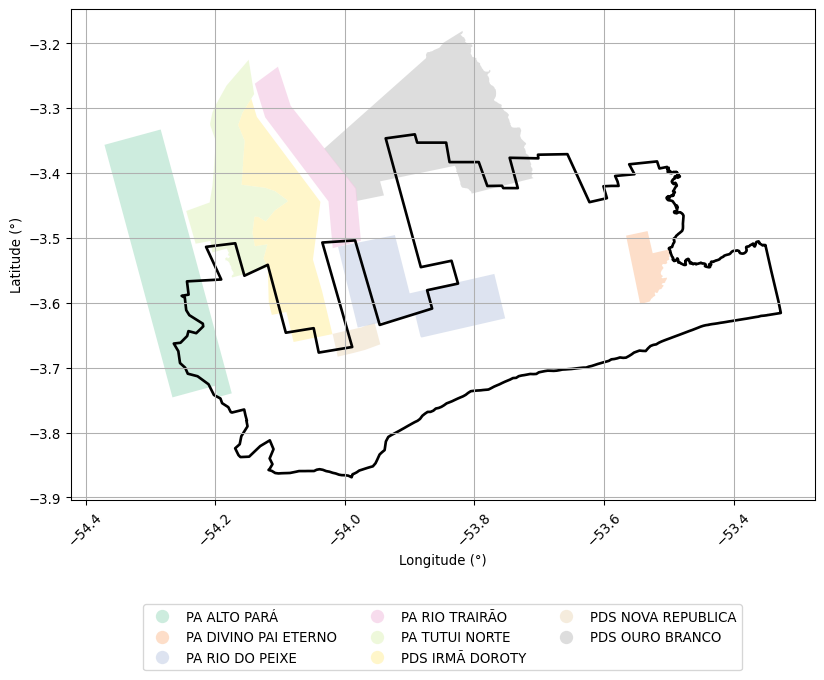 −3.2
−3.3
−3.4
−3.5
−3.6
−3.7
−3.8
−3.9
Latitude (°)
−54.4
−54.2
−54.0
−53.8
−53.6
−53.4
Longitude (°)
PA ALTO PARÁ
PA DIVINO PAI ETERNO
PA RIO DO PEIXE
PA RIO TRAIRÃO
PA TUTUI NORTE
PDS IRMÃ DOROTY
PDS NOVA REPUBLICA
PDS OURO BRANCO